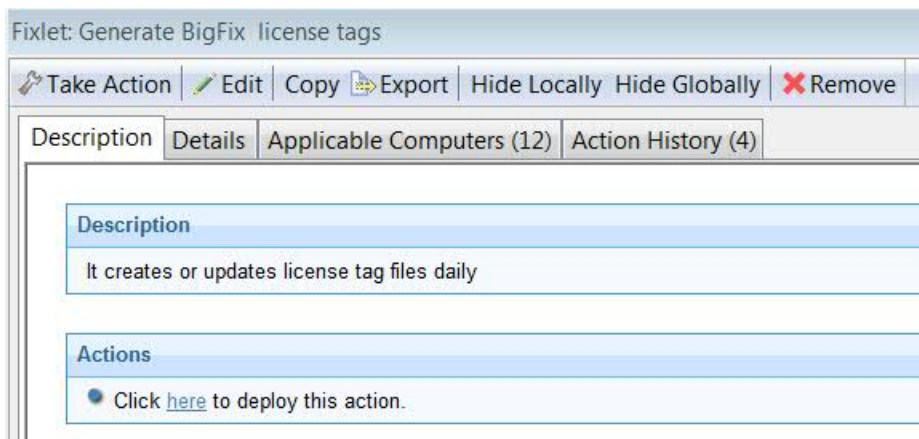 Fixlet: Generate BigFix license tags
Take Action Edit Copy Export Hide Locally Hide Globally Remove
Description Details Applicable Computers (12) Action History (4)
Description
It creates or updates license tag files daily
Actions
Click here to deploy this action.